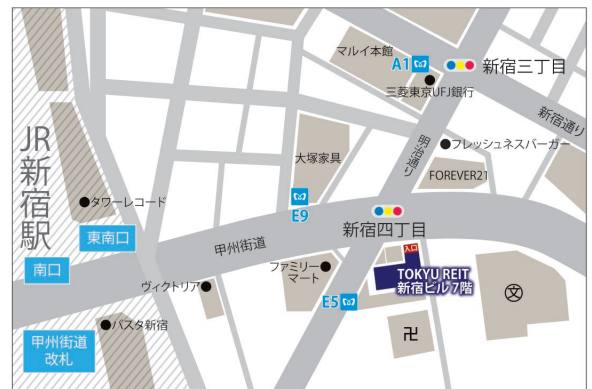 マルイ本館
A1
新宿三丁目
三菱東京UFJ銀行
新宿通り
明治通り
フレッシュネスバーガー
大塚家具
FOREVER21
JR新宿駅
タワーレコード
E9
新宿四丁目
東南口
甲州街道
入口
南口
ファミリー
マート
TOKYU REIT
新宿ビル 7階
ヴィクトリア
E5
文
卍
バスタ新宿
甲州街道
改札